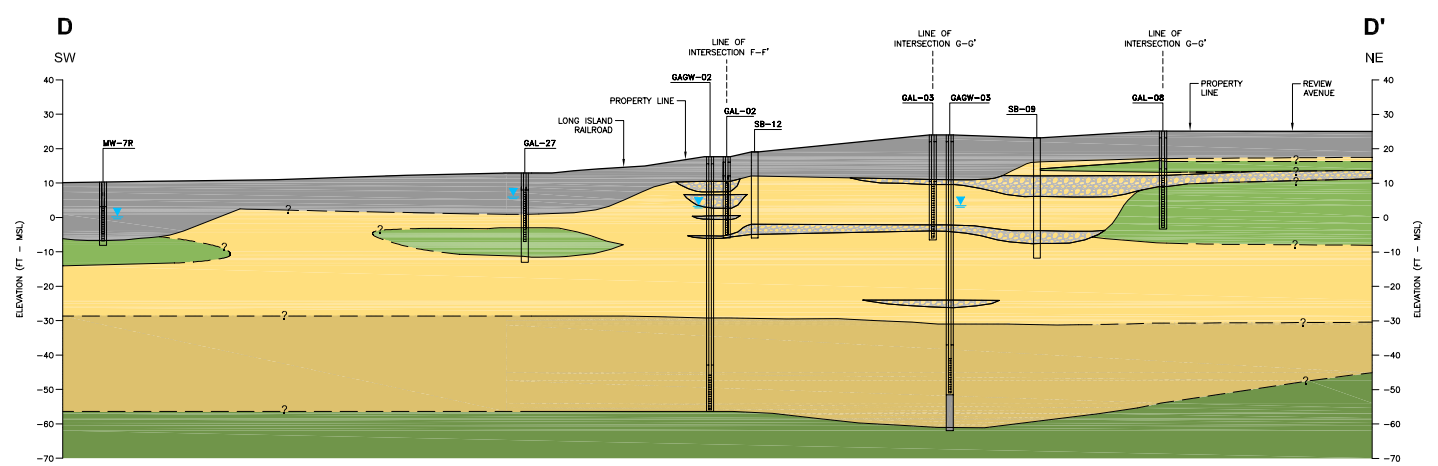 D
SW
D'
NE
LINE OF
INTERSECTION F-F'
LINE OF
INTERSECTION G-G'
LINE OF
INTERSECTION G-G'
GAGW-02
PROPERTY LINE
GAL-02
SB-12
LONG ISLAND
RAILROAD
GAL-03
GAGW-03
SB-09
GAL-08
PROPERTY
LINE
REVIEW
AVENUE
MW-7R
GAL-27
ELEVATION (FT - MSL)
40
30
20
10
0
-10
-20
-30
-40
-50
-60
-70
?
?
?
?
?
?
?
?
?
?
?
?
40
30
20
10
0
-10
-20
-30
-40
-50
-60
-70
ELEVATION (FT - MSL)